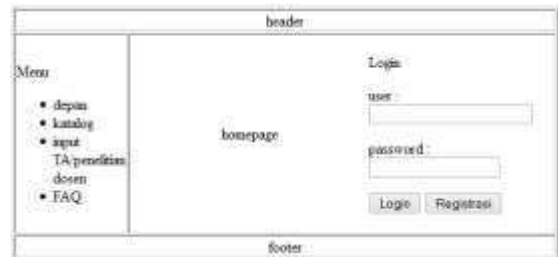 header
Menu
depan
katalog
input
TA/penelitian
dosen
FAQ
homepage
Login
user :
password :
Login Registrasi
footer